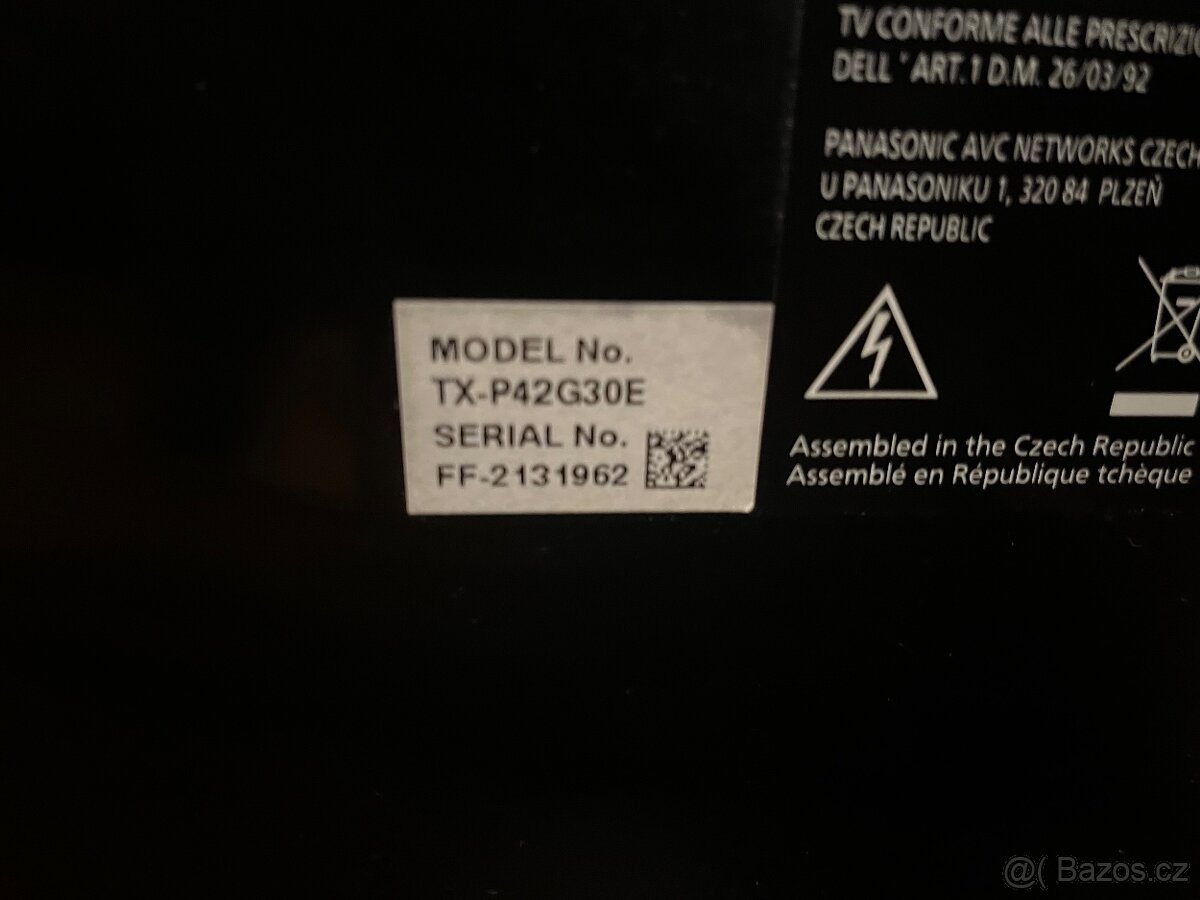 TV CONFORME ALLE PRESCRIZIO
DELL ' ART.1 D.M. 26/03/92
PANASONIC AVC NETWORKS CZECH
U PANASONIKU 1, 320 84 PLZEŇ
CZECH REPUBLIC
MODEL No.
TX-P42G30E
SERIAL No.
FF-2131962
Assembled in the Czech Republic
Assemblé en République tchèque
@( Bazos.cz